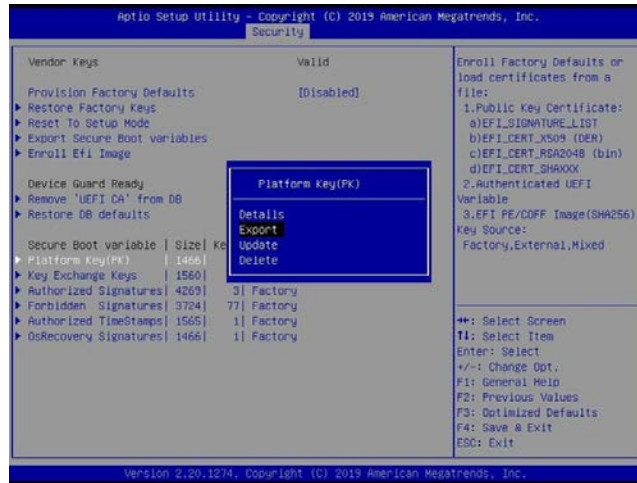 Aptio Setup Utility – Copyright (C) 2019 American Megatrends, Inc.
Security
Vendor Keys Valid
Provision Factory Defaults [Disabled]
Restore Factory Keys
Reset To Setup Mode
Export Secure Boot variables
Enroll Efi Image
Device Guard Ready
Remove 'UEFI CA' from DB
Restore DB defaults
Secure Boot variable | Size| Ke
Platform Key(PK) | 1466|
Key Exchange Keys | 1560|
Authorized Signatures| 4269| 3| Factory
Forbidden Signatures| 3724| 77| Factory
Authorized TimeStamps| 1565| 1| Factory
OsRecovery Signatures| 1466| 1| Factory
Platform Key(PK)
Details
Export
Update
Delete
Enroll Factory Defaults or
load certificates from a
file:
1.Public Key Certificate:
a)EFI_SIGNATURE_LIST
b)EFI_CERT_X509 (DER)
c)EFI_CERT_RSA2048 (bin)
d)EFI_CERT_SHAXXX
2.Authenticated UEFI
Variable
3.EFI PE/COFF Image(SHA256)
Key Source:
Factory,External,Mixed
→←: Select Screen
↑↓: Select Item
Enter: Select
+/-: Change Opt.
F1: General Help
F2: Previous Values
F3: Optimized Defaults
F4: Save & Exit
ESC: Exit
Version 2.20.1274. Copyright (C) 2019 American Megatrends, Inc.